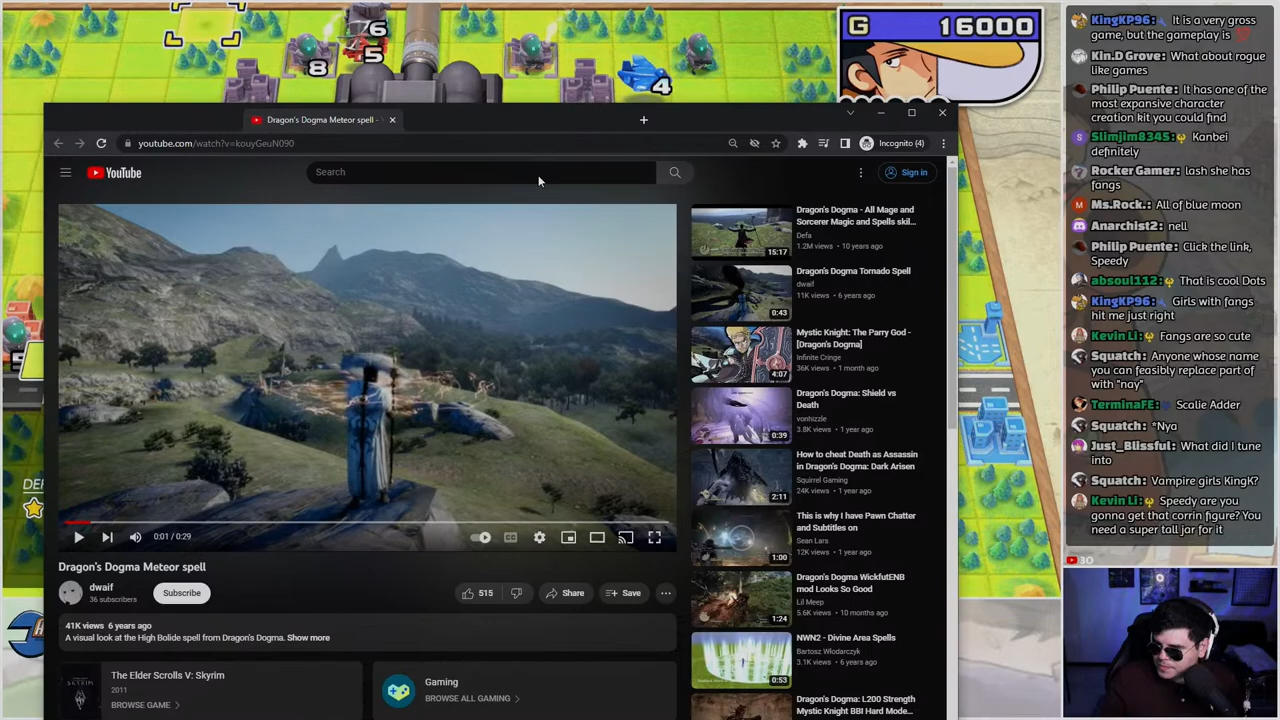 6
8
5
4
G 16000
Dragon's Dogma Meteor spell -
youtube.com/watch?v=kouyGeuN090
Incognito (4)
YouTube
Search
Sign in
0:01 / 0:29
Dragon's Dogma Meteor spell
dwaif
36 subscribers
Subscribe
515
Share
Save
41K views 6 years ago
A visual look at the High Bolide spell from Dragon's Dogma. Show more
SKYRIM
The Elder Scrolls V: Skyrim
2011
BROWSE GAME
Gaming
BROWSE ALL GAMING
15:17
Dragon's Dogma - All Mage and
Sorcerer Magic and Spells skil...
Defa
1.2M views • 10 years ago
0:43
Dragon's Dogma Tornado Spell
dwaif
11K views • 6 years ago
4:07
Mystic Knight: The Parry God -
[Dragon's Dogma]
Infinite Cringe
36K views • 1 month ago
0:39
Dragon's Dogma: Shield vs
Death
vonhizzle
3.8K views • 1 year ago
2:11
How to cheat Death as Assassin
in Dragon's Dogma: Dark Arisen
Squirrel Gaming
24K views • 1 year ago
1:00
This is why I have Pawn Chatter
and Subtitles on
Sean Lars
12K views • 1 year ago
1:24
Dragon's Dogma WickfutENB
mod Looks So Good
Lil Meep
5.6K views • 10 months ago
0:53
NWN2 - Divine Area Spells
Bartosz Włodarczyk
3.1K views • 6 years ago
Dragon's Dogma: L200 Strength
Mystic Knight BBI Hard Mode...
KingKP96: It is a very gross
game, but the gameplay is 💯
Kin.D Grove: What about rogue
like games
Philip Puente: It has one of the
most expensive character
creation kit you could find
Slimjim8345: Kanbei
definitely
Rocker Gamer: lash she has
fangs
Ms.Rock.: All of blue moon
Anarchist2: nell
Philip Puente: Click the link,
Speedy
absoul112: That is cool Dots
KingKP96: Girls with fangs
hit me just right
Kevin Li: Fangs are so cute
Squatch: Anyone whose name
you can feasibly replace part of
with "nay"
TerminaFE: Scalie Adder
Squatch: *Nya
Just_Blissful: What did I tune
into
Squatch: Vampire girls KingK?
Kevin Li: Speedy are you
gonna get that corrin figure? You
need a super tall jar for it
30